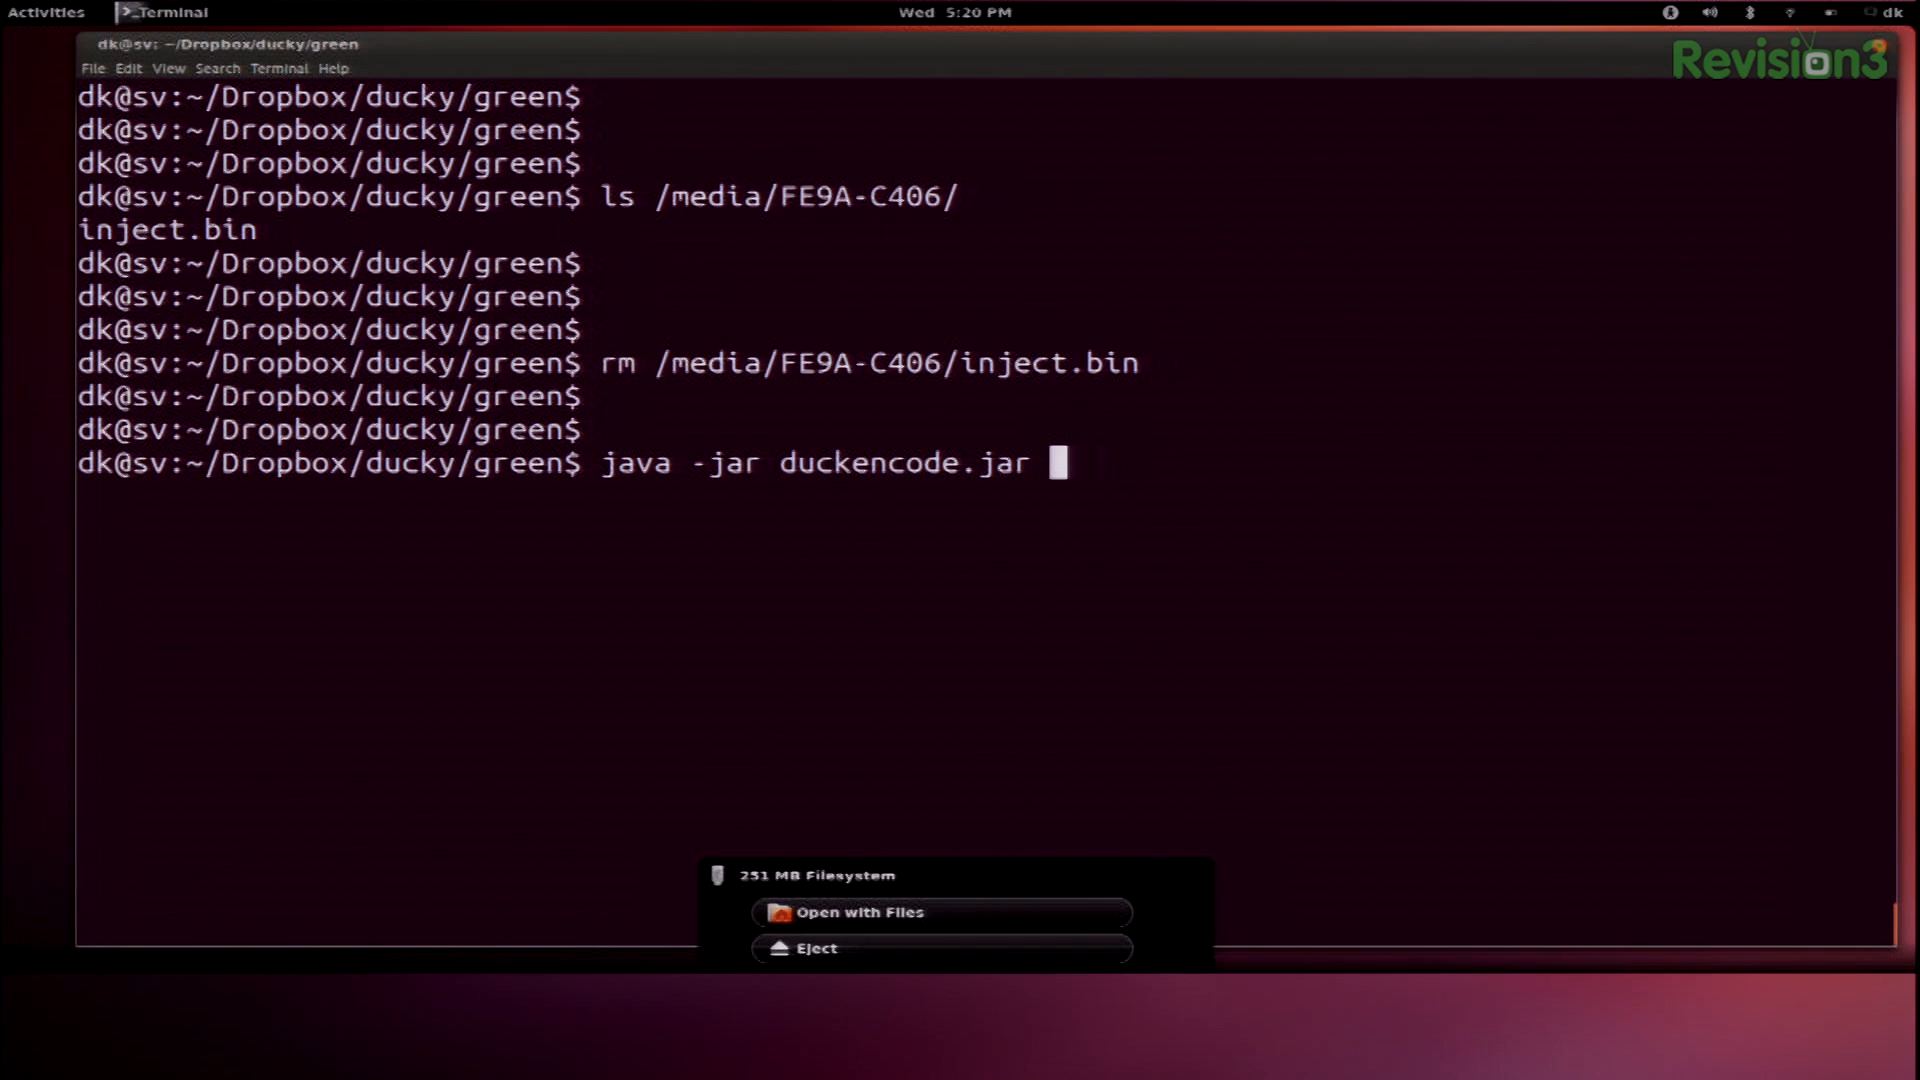 Activities >_Terminal Wed 5:20 PM dk
dk@sv: ~/Dropbox/ducky/green
Revision3
File Edit View Search Terminal Help
dk@sv:~/Dropbox/ducky/green$
dk@sv:~/Dropbox/ducky/green$
dk@sv:~/Dropbox/ducky/green$
dk@sv:~/Dropbox/ducky/green$ ls /media/FE9A-C406/
inject.bin
dk@sv:~/Dropbox/ducky/green$
dk@sv:~/Dropbox/ducky/green$
dk@sv:~/Dropbox/ducky/green$
dk@sv:~/Dropbox/ducky/green$ rm /media/FE9A-C406/inject.bin
dk@sv:~/Dropbox/ducky/green$
dk@sv:~/Dropbox/ducky/green$
dk@sv:~/Dropbox/ducky/green$ java -jar duckencode.jar
251 MB Filesystem
Open with Files
Eject